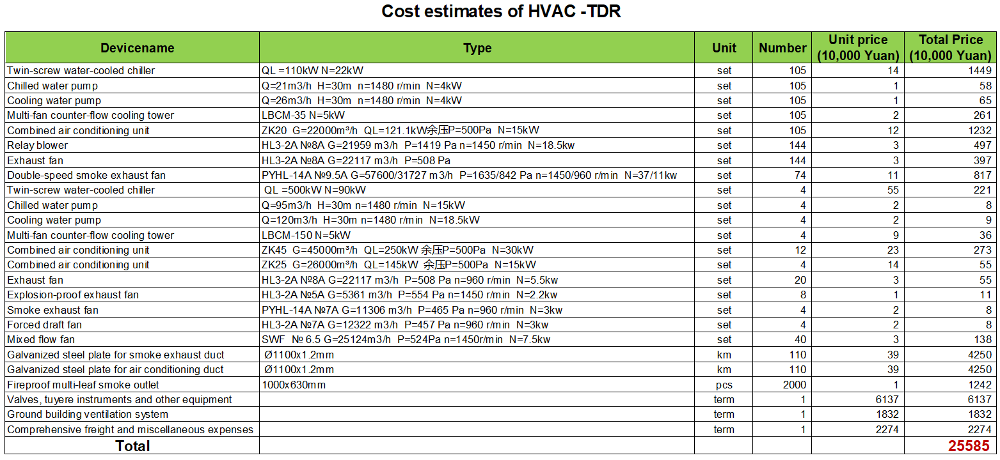 Cost estimates of HVAC -TDR
Devicename Type Unit Number Unit price (10,000 Yuan) Total Price (10,000 Yuan)
Twin-screw water-cooled chiller QL =110kW N=22kW set 105 14 1449
Chilled water pump Q=21m3/h H=30m n=1480 r/min N=4kW set 105 1 58
Cooling water pump Q=26m3/h H=30m n=1480 r/min N=4kW set 105 1 65
Multi-fan counter-flow cooling tower LBCM-35 N=5kW set 105 2 261
Combined air conditioning unit ZK20 G=22000m³/h QL=121.1kW余压P=500Pa N=15kW set 105 12 1232
Relay blower HL3-2A №8A G=21959 m3/h P=1419 Pa n=1450 r/min N=18.5kw set 144 3 497
Exhaust fan HL3-2A №8A G=22117 m3/h P=508 Pa set 144 3 397
Double-speed smoke exhaust fan PYHL-14A №9.5A G=57600/31727 m3/h P=1635/842 Pa n=1450/960 r/min N=37/11kw set 74 11 817
Twin-screw water-cooled chiller QL =500kW N=90kW set 4 55 221
Chilled water pump Q=95m3/h H=30m n=1480 r/min N=15kW set 4 2 8
Cooling water pump Q=120m3/h H=30m n=1480 r/min N=18.5kW set 4 2 9
Multi-fan counter-flow cooling tower LBCM-150 N=5kW set 4 9 36
Combined air conditioning unit ZK45 G=45000m³/h QL=250kW 余压P=500Pa N=30kW set 12 23 273
Combined air conditioning unit ZK25 G=26000m³/h QL=145kW 余压P=500Pa N=15kW set 4 14 55
Exhaust fan HL3-2A №8A G=22117 m3/h P=508 Pa n=960 r/min N=5.5kw set 20 3 55
Explosion-proof exhaust fan HL3-2A №5A G=5361 m3/h P=554 Pa n=1450 r/min N=2.2kw set 8 1 11
Smoke exhaust fan PYHL-14A №7A G=11306 m3/h P=465 Pa n=960 r/min N=3kw set 4 2 8
Forced draft fan HL3-2A №7A G=12322 m3/h P=457 Pa n=960 r/min N=3kw set 4 2 8
Mixed flow fan SWF № 6.5 G=25124m3/h P=524Pa n=1450r/min N=7.5kw set 40 3 138
Galvanized steel plate for smoke exhaust duct Ø1100x1.2mm km 110 39 4250
Galvanized steel plate for air conditioning duct Ø1100x1.2mm km 110 39 4250
Fireproof multi-leaf smoke outlet 1000x630mm pcs 2000 1 1242
Valves, tuyere instruments and other equipment term 1 6137 6137
Ground building ventilation system term 1 1832 1832
Comprehensive freight and miscellaneous expenses term 1 2274 2274
Total 25585